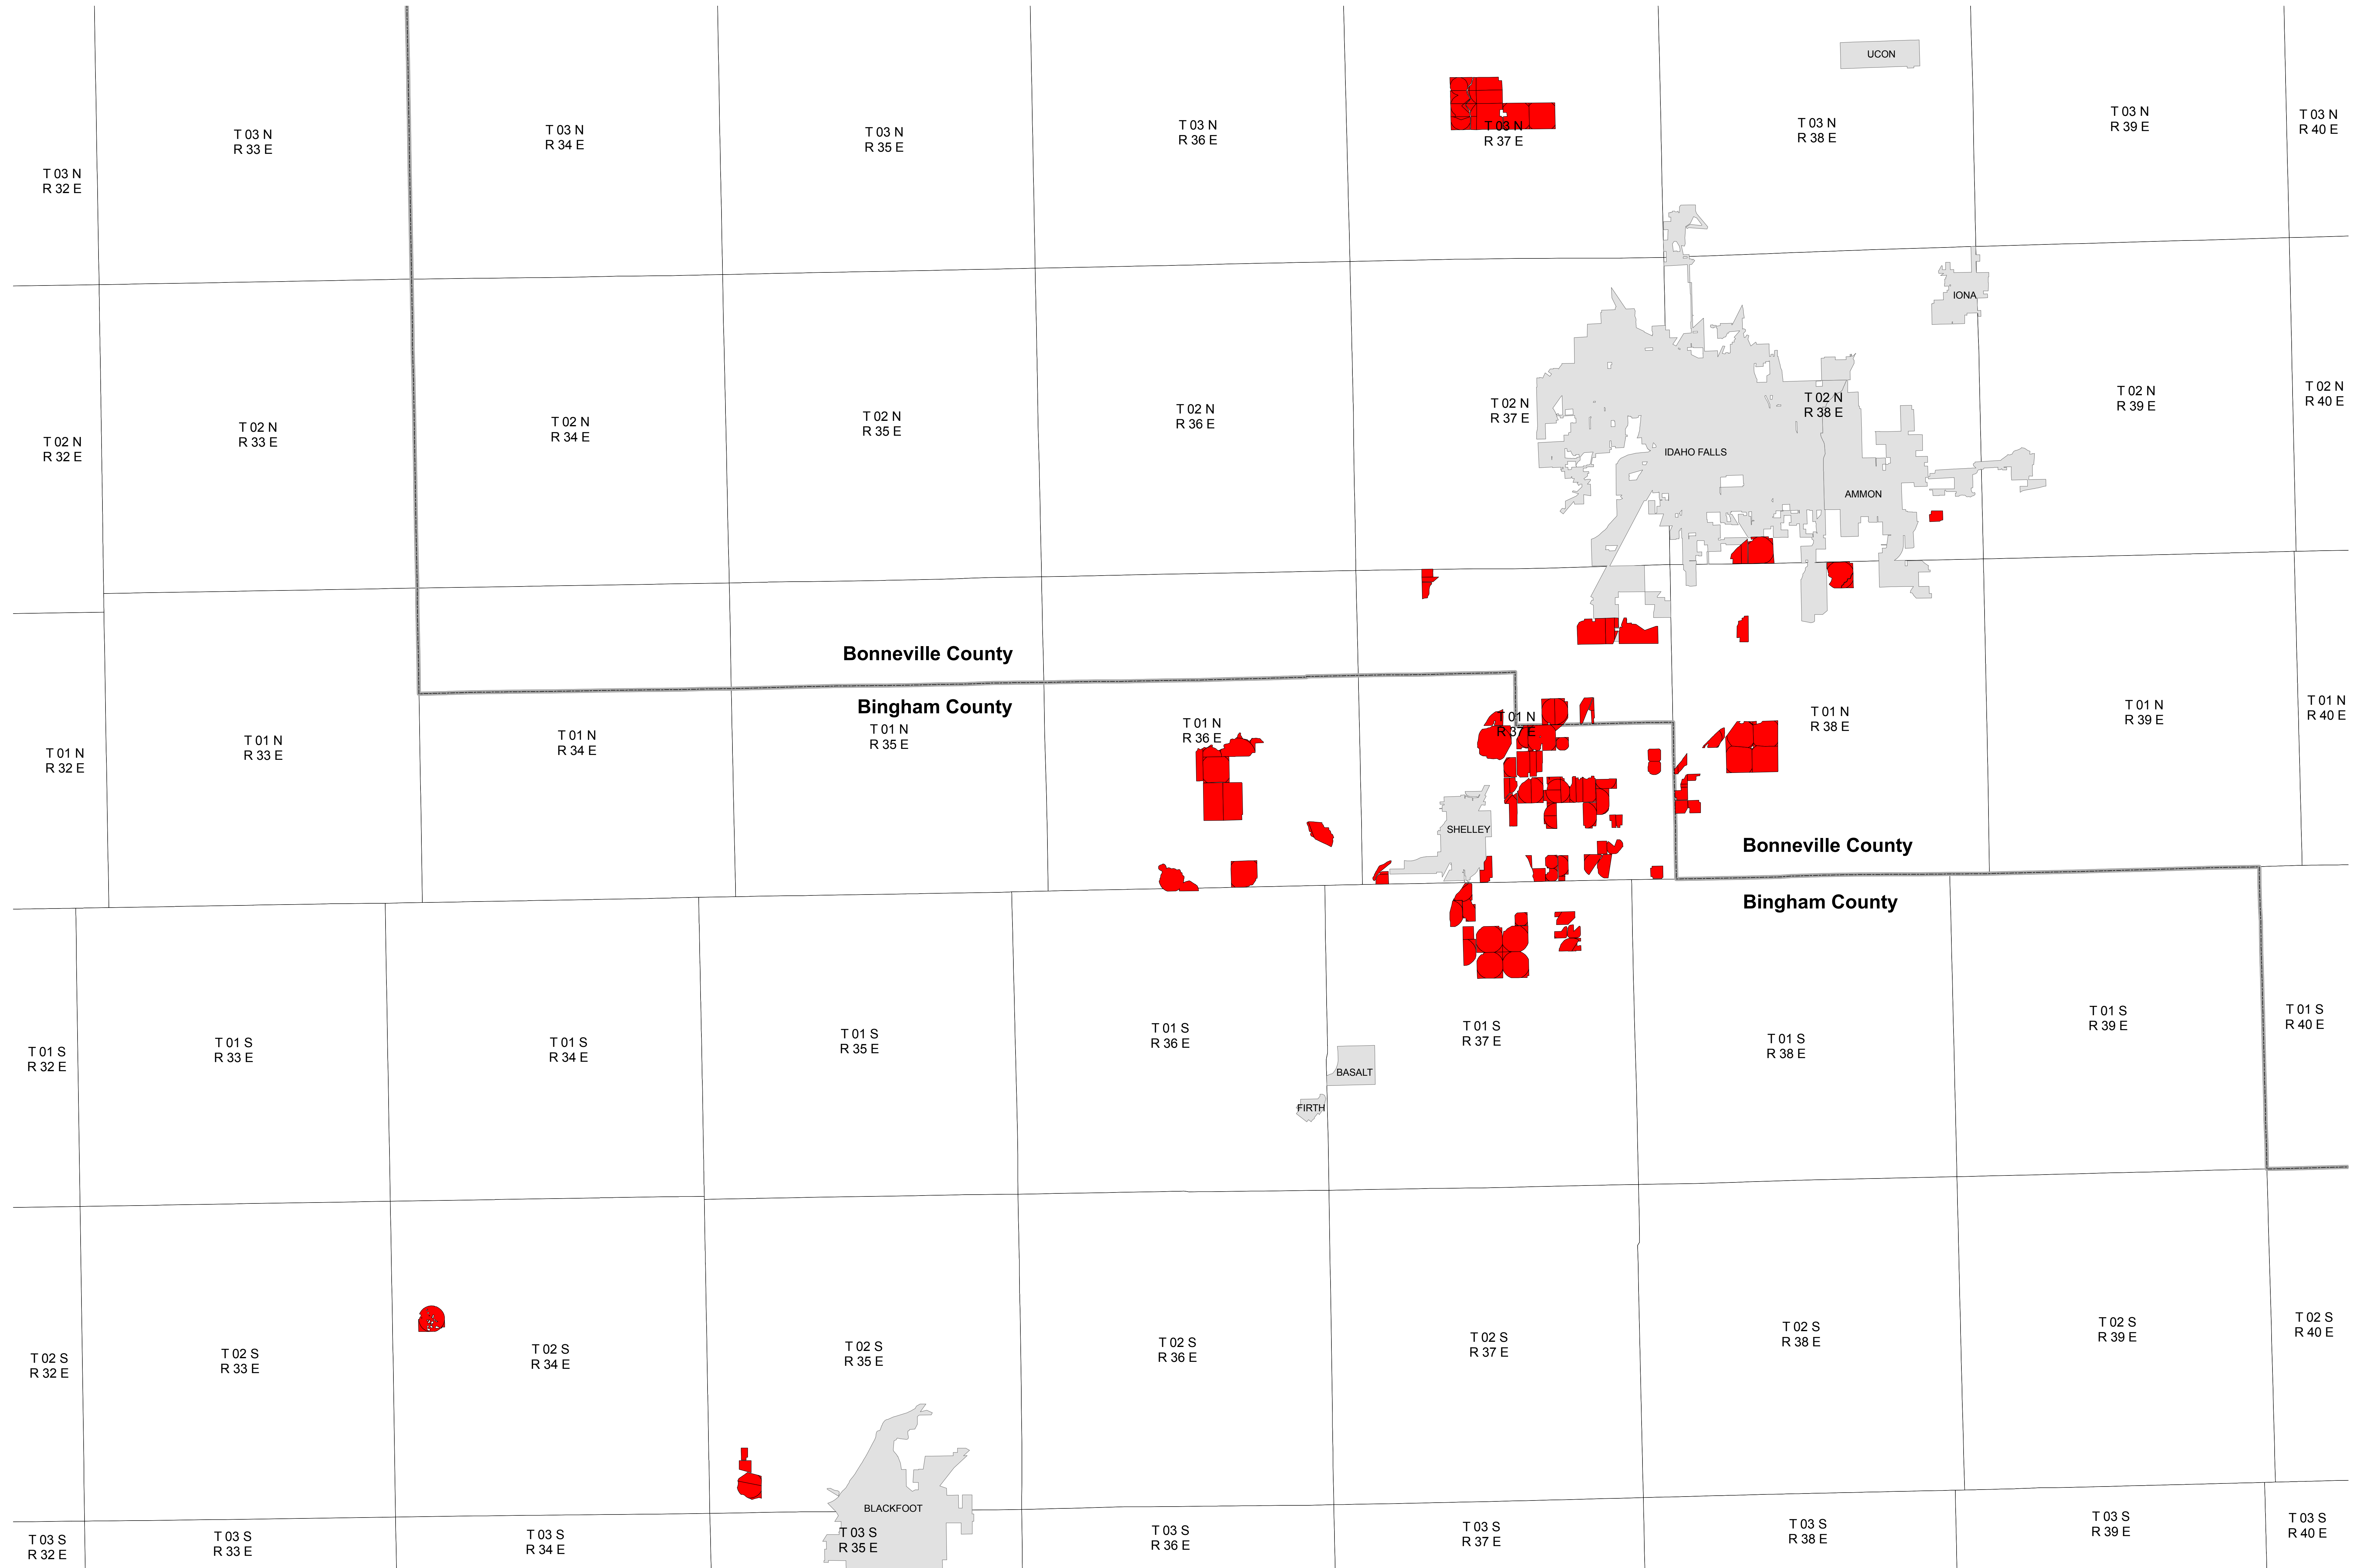 UCON
T 03 N
R 32 E
T 03 N
R 33 E
T 03 N
R 34 E
T 03 N
R 35 E
T 03 N
R 36 E
T 03 N
R 37 E
T 03 N
R 38 E
T 03 N
R 39 E
T 03 N
R 40 E
IONA
T 02 N
R 32 E
T 02 N
R 33 E
T 02 N
R 34 E
T 02 N
R 35 E
T 02 N
R 36 E
T 02 N
R 37 E
T 02 N
R 38 E
T 02 N
R 39 E
T 02 N
R 40 E
IDAHO FALLS
AMMON
Bonneville County
Bingham County
T 01 N
R 32 E
T 01 N
R 33 E
T 01 N
R 34 E
T 01 N
R 35 E
T 01 N
R 36 E
T 01 N
R 37 E
T 01 N
R 38 E
T 01 N
R 39 E
T 01 N
R 40 E
SHELLEY
Bonneville County
Bingham County
T 01 S
R 32 E
T 01 S
R 33 E
T 01 S
R 34 E
T 01 S
R 35 E
T 01 S
R 36 E
T 01 S
R 37 E
T 01 S
R 38 E
T 01 S
R 39 E
T 01 S
R 40 E
BASALT
FIRTH
T 02 S
R 32 E
T 02 S
R 33 E
T 02 S
R 34 E
T 02 S
R 35 E
T 02 S
R 36 E
T 02 S
R 37 E
T 02 S
R 38 E
T 02 S
R 39 E
T 02 S
R 40 E
BLACKFOOT
T 03 S
R 32 E
T 03 S
R 33 E
T 03 S
R 34 E
T 03 S
R 35 E
T 03 S
R 36 E
T 03 S
R 37 E
T 03 S
R 38 E
T 03 S
R 39 E
T 03 S
R 40 E